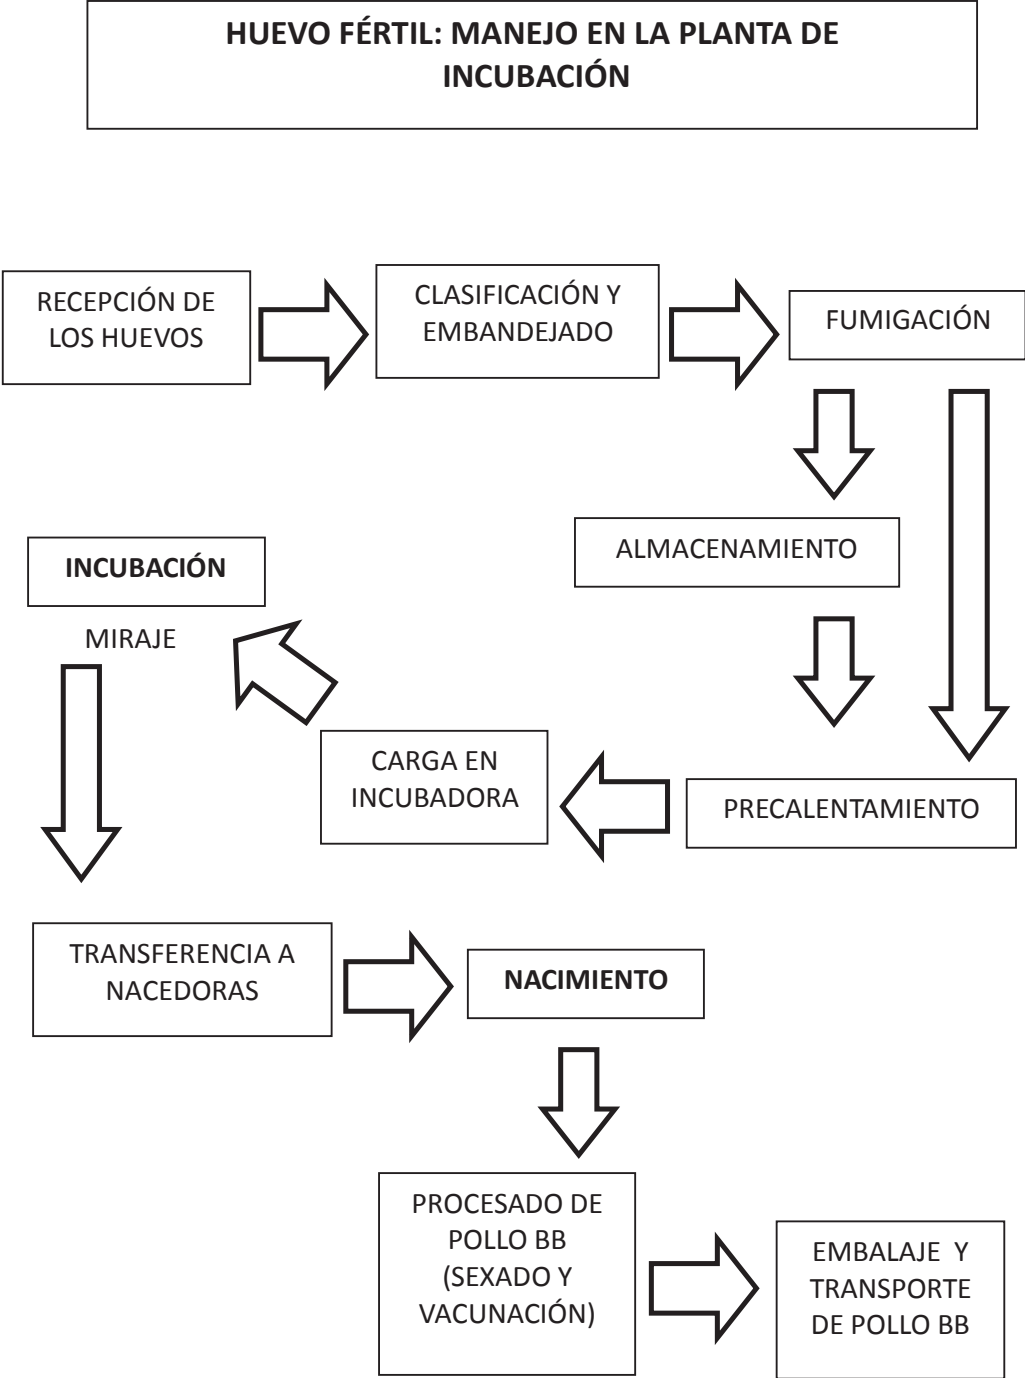 HUEVO FÉRTIL: MANEJO EN LA PLANTA DE
INCUBACIÓN
RECEPCIÓN DE
LOS HUEVOS
CLASIFICACIÓN Y
EMBANDEJADO
FUMIGACIÓN
ALMACENAMIENTO
INCUBACIÓN
MIRAJE
CARGA EN
INCUBADORA
PRECALENTAMIENTO
TRANSFERENCIA A
NACEDORAS
NACIMIENTO
PROCESADO DE
POLLO BB
(SEXADO Y
VACUNACIÓN)
EMBALAJE Y
TRANSPORTE
DE POLLO BB